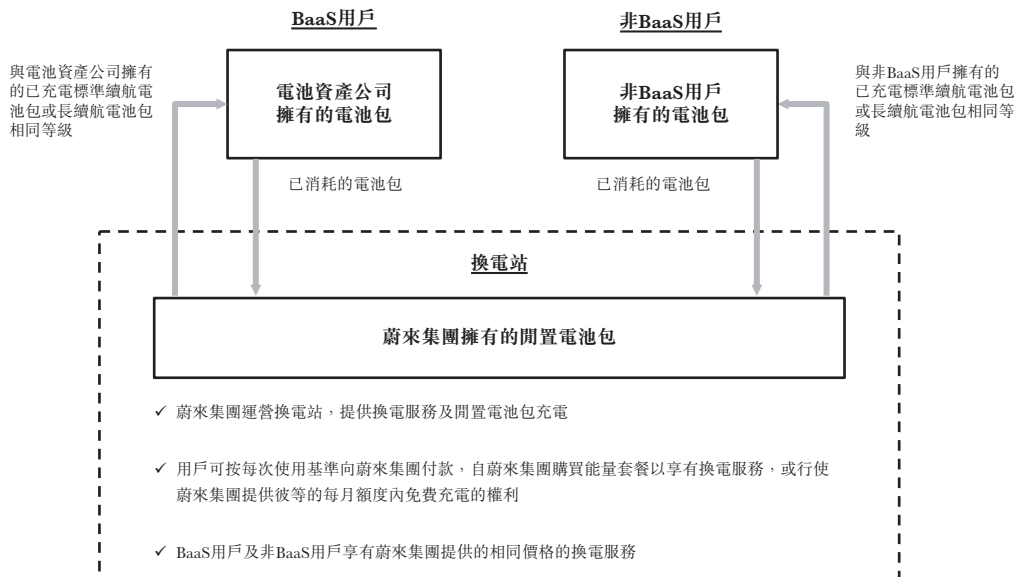 BaaS用戶
非BaaS用戶
與電池資產公司擁有
的已充電標準續航電
池包或長續航電池包
相同等級
電池資產公司
擁有的電池包
非BaaS用戶
擁有的電池包
與非BaaS用戶擁有的
已充電標準續航電池包
或長續航電池包相同等
級
已消耗的電池包
已消耗的電池包
換電站
蔚來集團擁有的閒置電池包
✓ 蔚來集團運營換電站，提供換電服務及閒置電池包充電
✓ 用戶可按每次使用基準向蔚來集團付款，自蔚來集團購買能量套餐以享有換電服務，或行使
蔚來集團提供彼等的每月額度內免費充電的權利
✓ BaaS用戶及非BaaS用戶享有蔚來集團提供的相同價格的換電服務